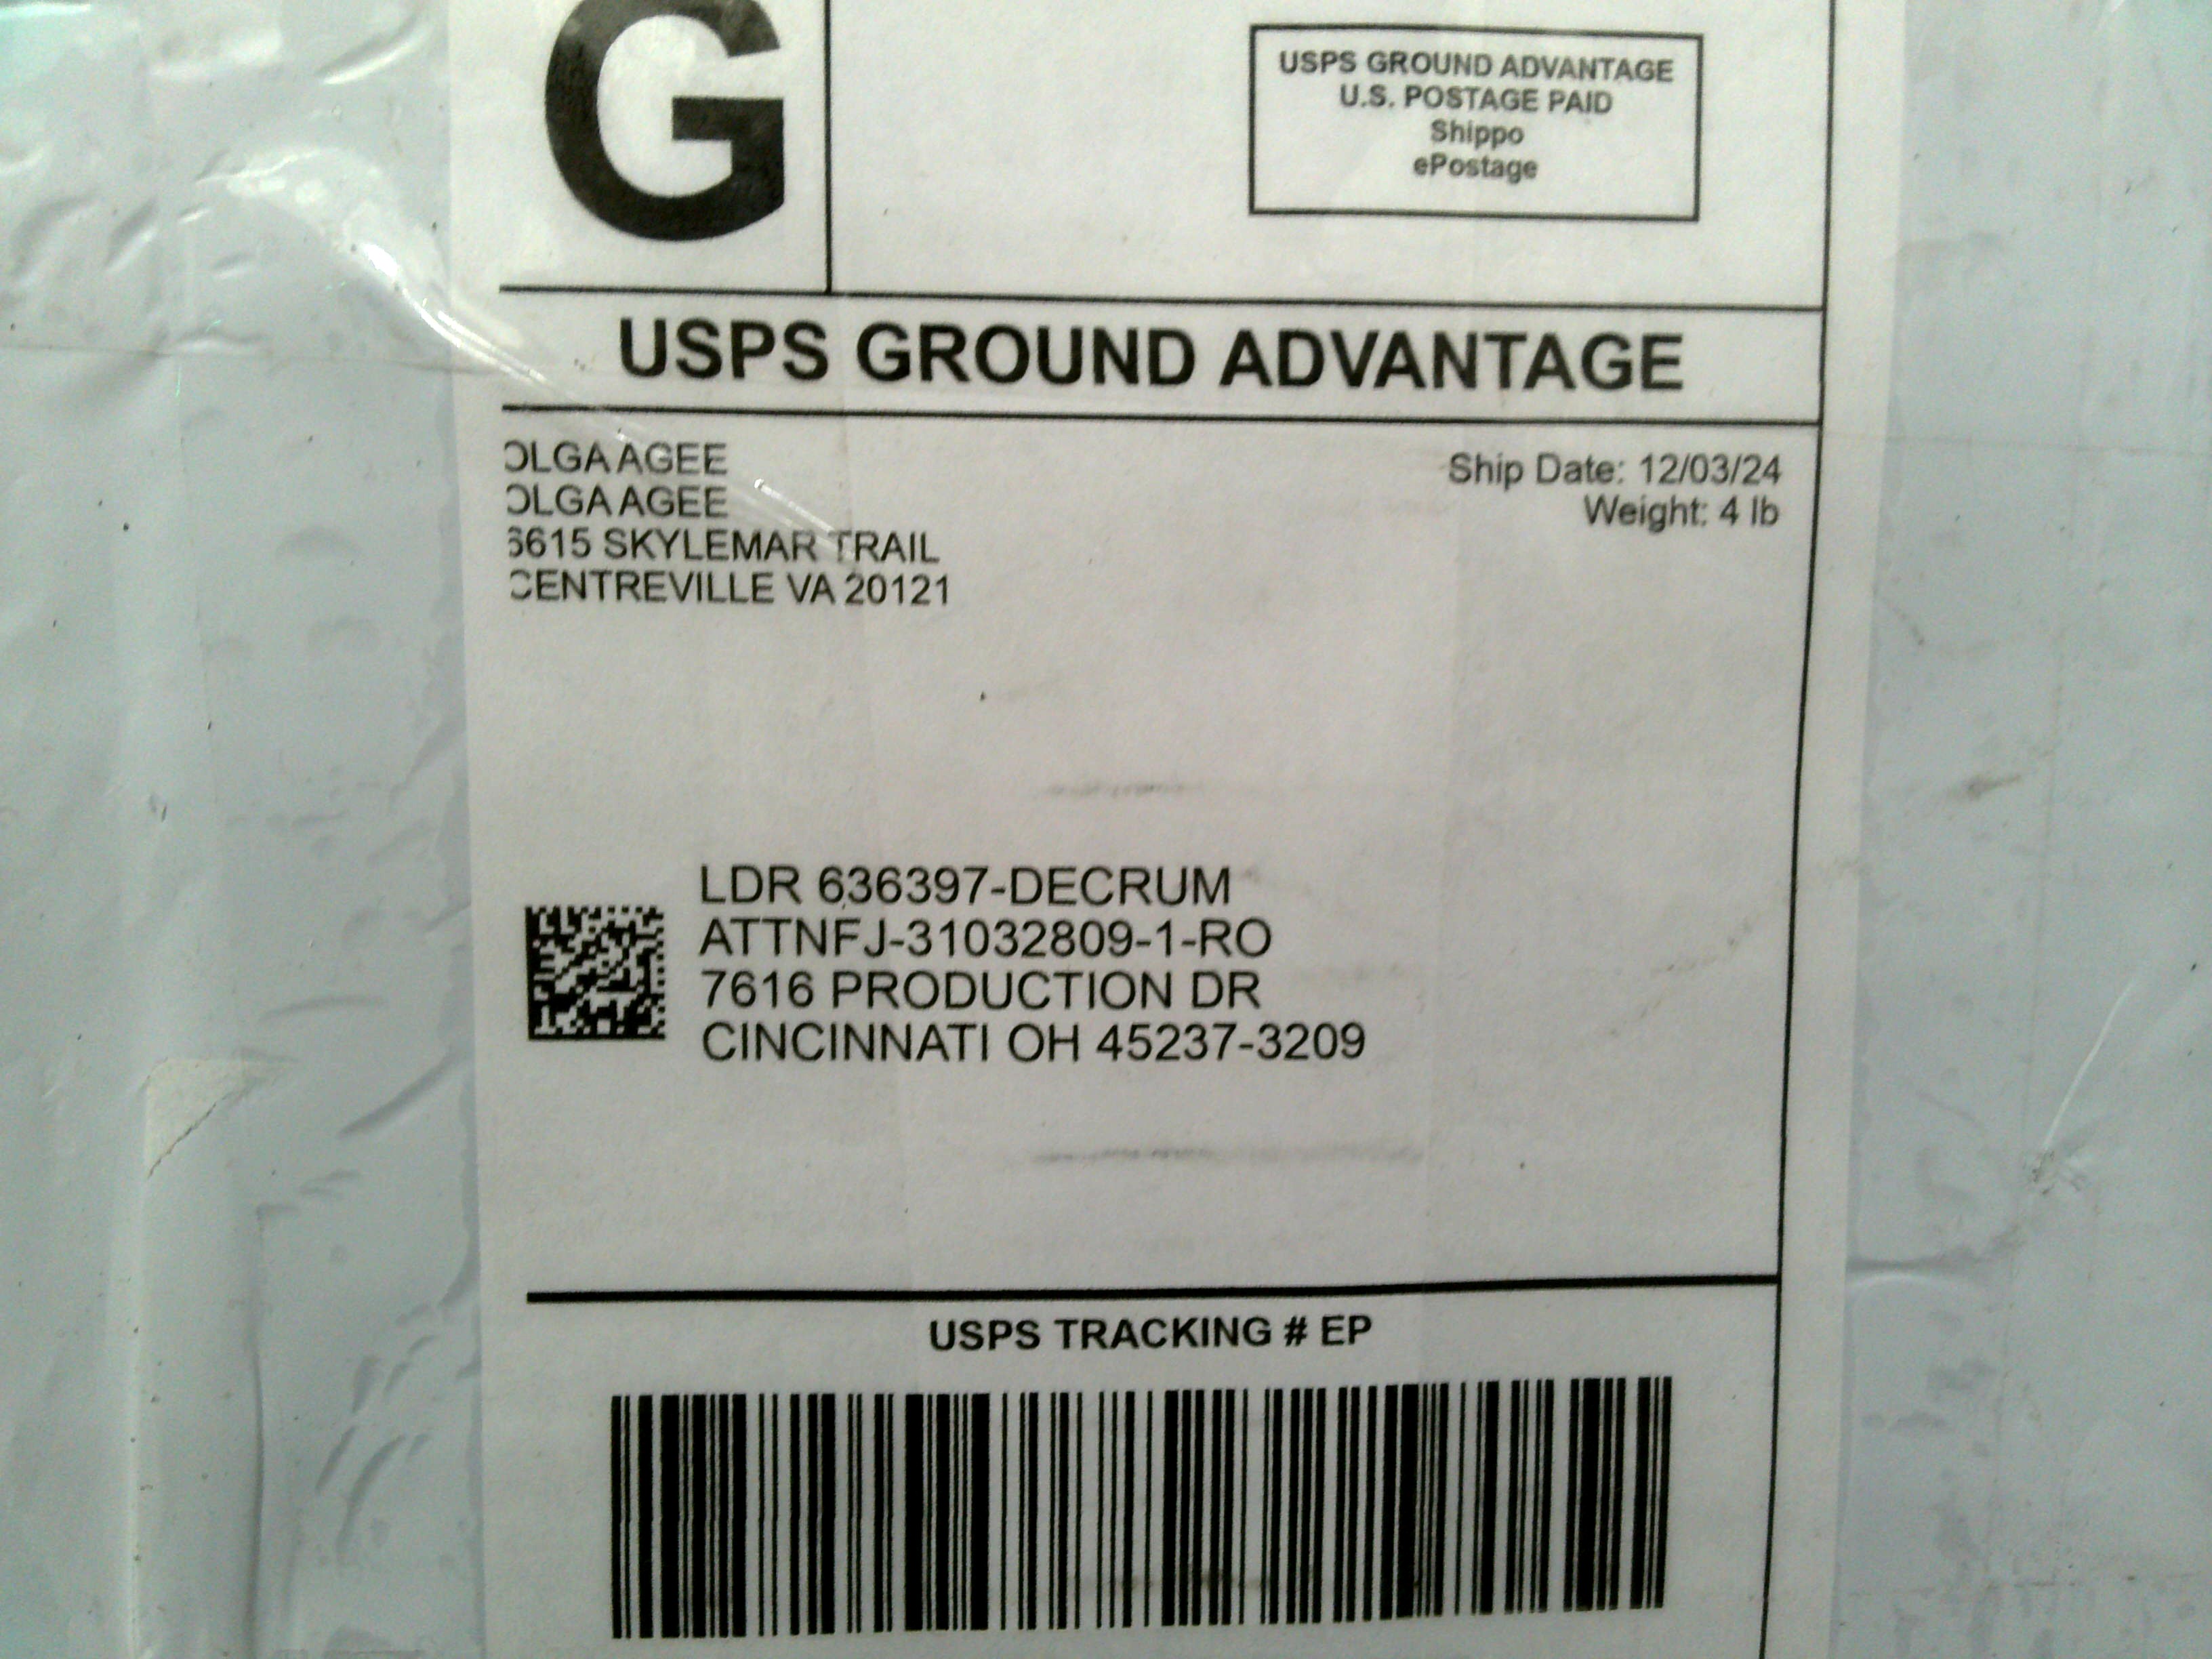 G
USPS GROUND ADVANTAGE
U.S. POSTAGE PAID
Shippo
ePostage
USPS GROUND ADVANTAGE
OLGA AGEE
OLGA AGEE
Ship Date: 12/03/24
Weight: 4 lb
6615 SKYLEMAR TRAIL
CENTREVILLE VA 20121
LDR 636397-DECRUM
ATTNFJ-31032809-1-RO
7616 PRODUCTION DR
CINCINNATI OH 45237-3209
USPS TRACKING # EP